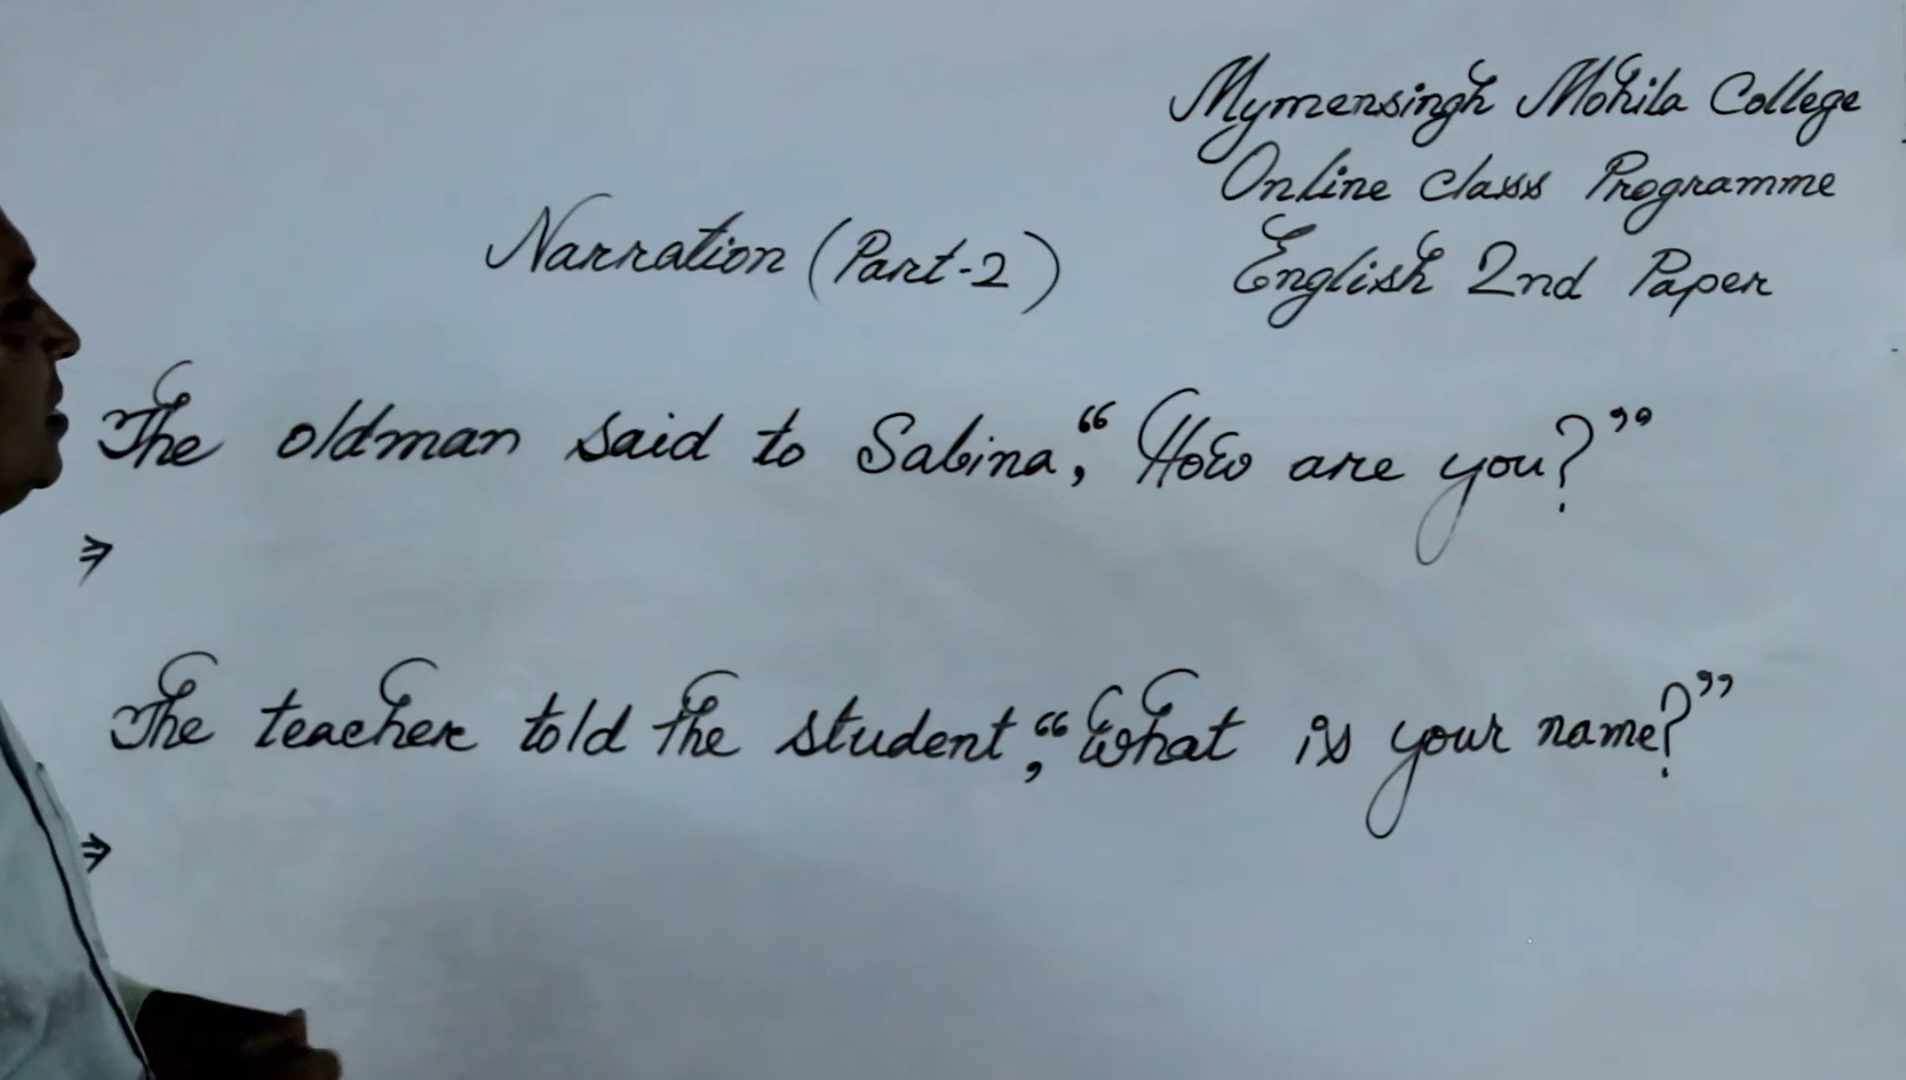 Mymensingh Mohila College
Online Class Programme
English 2nd Paper
Narration (Part-2)
The oldman said to Sabina, “How are you?”
⇒
The teacher told the student, “What is your name?”
⇒